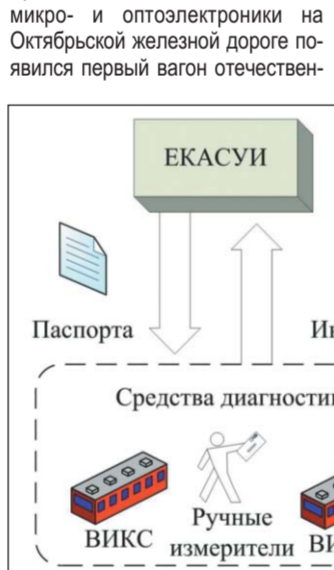 микро- и оптоэлектроники на
Октябрьской железной дороге по-
явился первый вагон отечествен-
ЕКАСУИ
Паспорта
Средства диагности
Ручные
ВИКС измерители